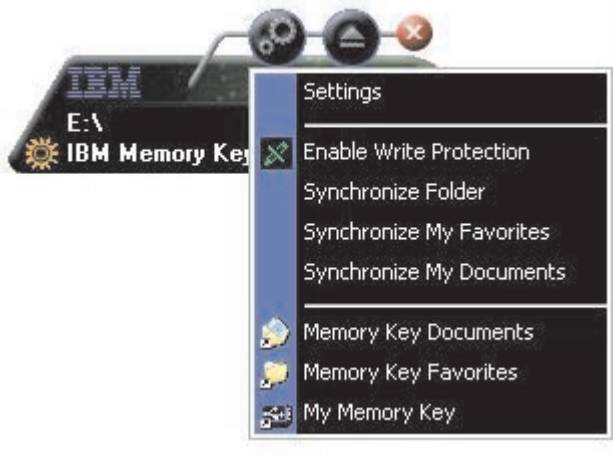 IBM
E:\
IBM Memory Key
Settings
Enable Write Protection
Synchronize Folder
Synchronize My Favorites
Synchronize My Documents
Memory Key Documents
Memory Key Favorites
My Memory Key